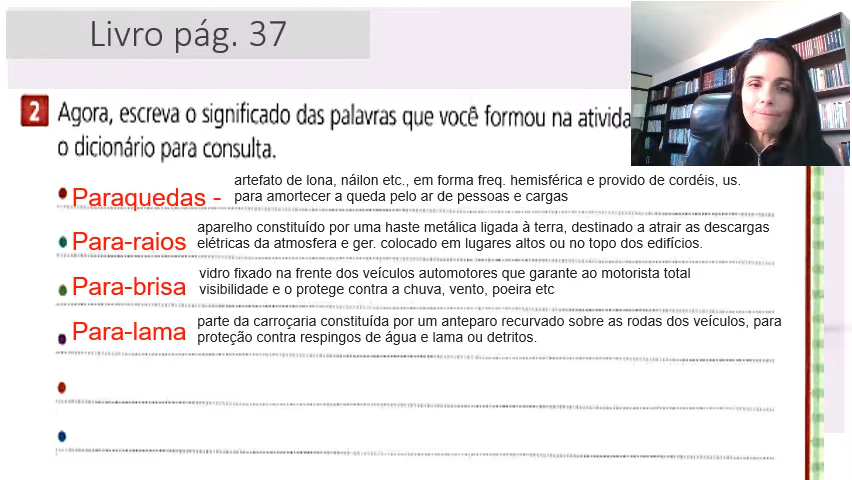 Livro pág. 37
2 Agora, escreva o significado das palavras que você formou na ativida
o dicionário para consulta.
Paraquedas - artefato de lona, náilon etc., em forma freq. hemisférica e provido de cordéis, us.
para amortecer a queda pelo ar de pessoas e cargas
Para-raios aparelho constituído por uma haste metálica ligada à terra, destinado a atrair as descargas
elétricas da atmosfera e ger. colocado em lugares altos ou no topo dos edifícios.
Para-brisa vidro fixado na frente dos veículos automotores que garante ao motorista total
visibilidade e o protege contra a chuva, vento, poeira etc
Para-lama parte da carroçaria constituída por um anteparo recurvado sobre as rodas dos veículos, para
proteção contra respingos de água e lama ou detritos.